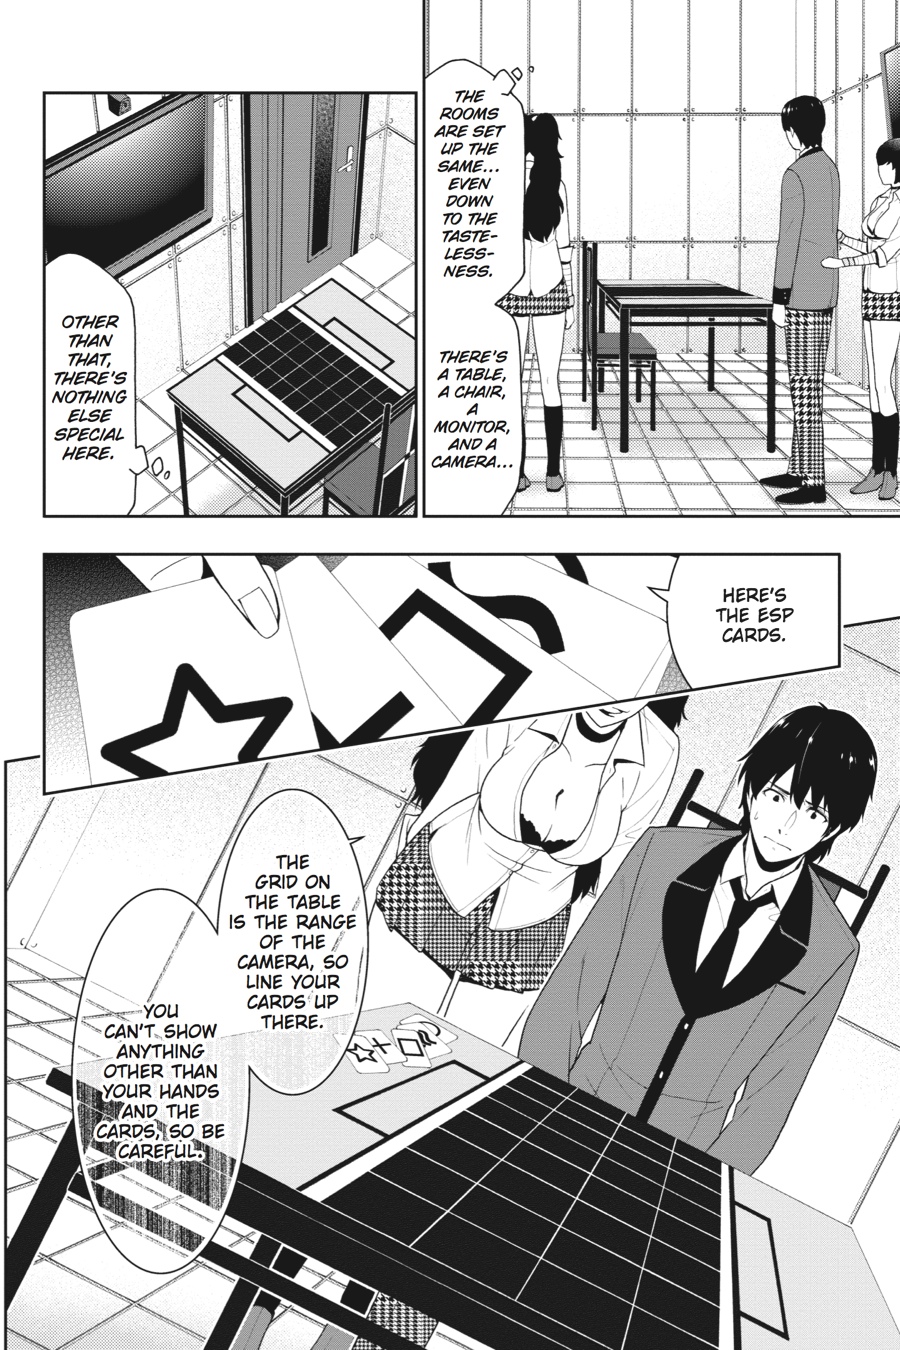 THE
ROOMS
ARE SET
UP THE
SAME...
EVEN
DOWN
TO THE
TASTE-
LESS-
NESS.
THERE'S
A TABLE,
A CHAIR,
A
MONITOR,
AND A
CAMERA...
OTHER
THAN
THAT,
THERE'S
NOTHING
ELSE
SPECIAL
HERE.
HERE'S
THE ESP
CARDS.
THE
GRID ON
THE TABLE
IS THE RANGE
OF THE
CAMERA, SO
LINE YOUR
CARDS UP
THERE.
YOU
CAN'T SHOW
ANYTHING
OTHER THAN
YOUR HANDS
AND THE
CARDS, SO BE
CAREFUL.